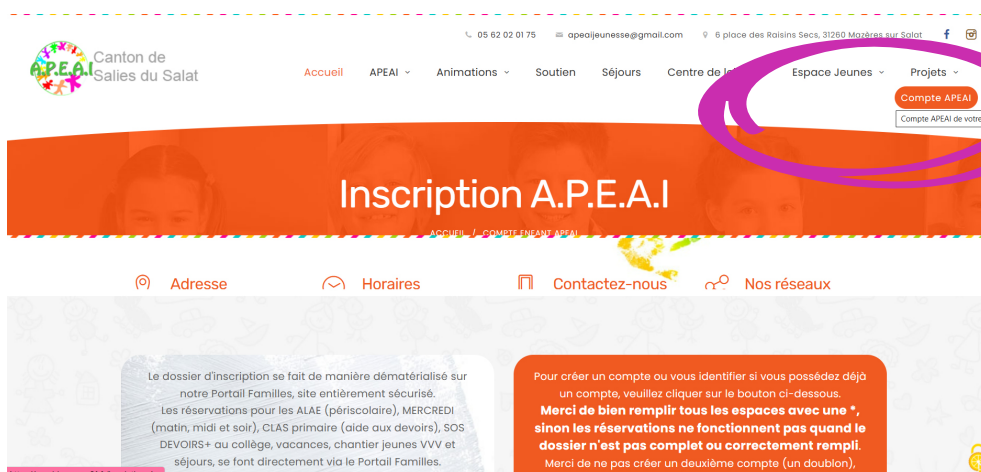 05 62 02 01 75 apeaijeunesse@gmail.com 6 place des Raisins Secs, 31260 Mazères sur Salat
A.P.E.A.I
Canton de
Salies du Salat
Accueil APEAI Animations Soutien Séjours Centre de Espace Jeunes Projets
Compte APEAI
Compte APEAI de votre
Inscription A.P.E.A.I
ACCUEIL / COMPTE ENFANT APEAI
Adresse Horaires Contactez-nous Nos réseaux
Le dossier d'inscription se fait de manière dématérialisé sur
notre Portail Familles, site entièrement sécurisé.
Les réservations pour les ALAE (périscolaire), MERCREDI
(matin, midi et soir), CLAS primaire (aide aux devoirs), SOS
DEVOIRS+ au collège, vacances, chantier jeunes VVV et
séjours, se font directement via le Portail Familles.
Pour créer un compte ou vous identifier si vous possédez déjà
un compte, veuillez cliquer sur le bouton ci-dessous.
Merci de bien remplir tous les espaces avec une *,
sinon les réservations ne fonctionnent pas quand le
dossier n'est pas complet ou correctement rempli.
Merci de ne pas créer un deuxième compte (un doublon),